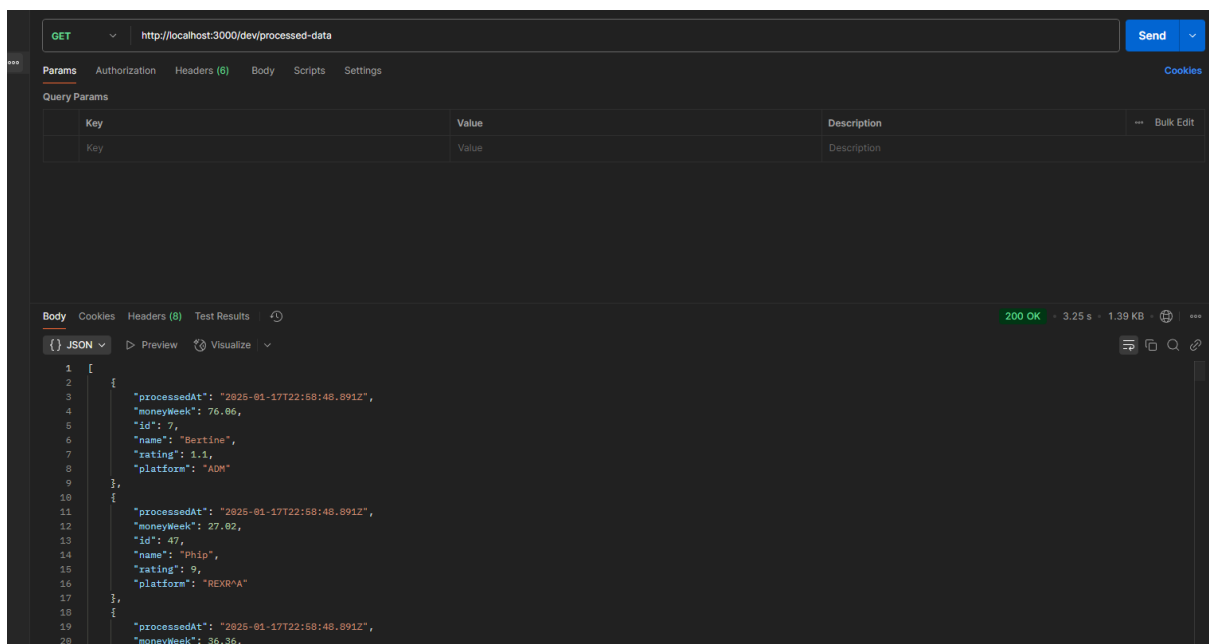 GET http://localhost:3000/dev/processed-data Send
Params Authorization Headers (6) Body Scripts Settings Cookies
Query Params
Key Value Description Bulk Edit
Key Value Description
Body Cookies Headers (8) Test Results 200 OK • 3.25 s • 1.39 KB •
{} JSON Preview Visualize
1 [
2 {
3 "processedAt": "2025-01-17T22:58:48.891Z",
4 "moneyWeek": 76.06,
5 "id": 7,
6 "name": "Bertine",
7 "rating": 1.1,
8 "platform": "ADM"
9 },
10 {
11 "processedAt": "2025-01-17T22:58:48.891Z",
12 "moneyWeek": 27.02,
13 "id": 47,
14 "name": "Phip",
15 "rating": 9,
16 "platform": "REXR^A"
17 },
18 {
19 "processedAt": "2025-01-17T22:58:48.891Z",
20 "moneyWeek": 36.36,